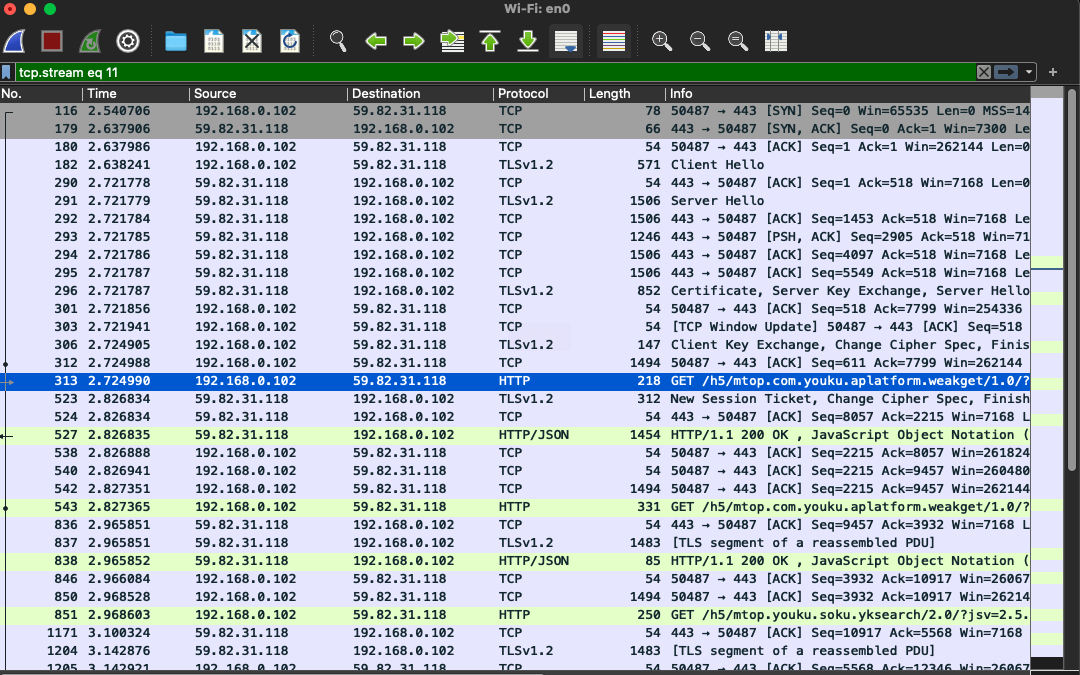 Wi-Fi: en0
tcp.stream eq 11
No. Time Source Destination Protocol Length Info
116 2.540706 192.168.0.102 59.82.31.118 TCP 78 50487 → 443 [SYN] Seq=0 Win=65535 Len=0 MSS=14
179 2.637906 59.82.31.118 192.168.0.102 TCP 66 443 → 50487 [SYN, ACK] Seq=0 Ack=1 Win=7300 Le
180 2.637986 192.168.0.102 59.82.31.118 TCP 54 50487 → 443 [ACK] Seq=1 Ack=1 Win=262144 Len=0
182 2.638241 192.168.0.102 59.82.31.118 TLSv1.2 571 Client Hello
290 2.721778 59.82.31.118 192.168.0.102 TCP 54 443 → 50487 [ACK] Seq=1 Ack=518 Win=7168 Len=0
291 2.721779 59.82.31.118 192.168.0.102 TLSv1.2 1506 Server Hello
292 2.721784 59.82.31.118 192.168.0.102 TCP 1506 443 → 50487 [ACK] Seq=1453 Ack=518 Win=7168 Le
293 2.721785 59.82.31.118 192.168.0.102 TCP 1246 443 → 50487 [PSH, ACK] Seq=2905 Ack=518 Win=71
294 2.721786 59.82.31.118 192.168.0.102 TCP 1506 443 → 50487 [ACK] Seq=4097 Ack=518 Win=7168 Le
295 2.721787 59.82.31.118 192.168.0.102 TCP 1506 443 → 50487 [ACK] Seq=5549 Ack=518 Win=7168 Le
296 2.721787 59.82.31.118 192.168.0.102 TLSv1.2 852 Certificate, Server Key Exchange, Server Hello
301 2.721856 192.168.0.102 59.82.31.118 TCP 54 50487 → 443 [ACK] Seq=518 Ack=7799 Win=254336
303 2.721941 192.168.0.102 59.82.31.118 TCP 54 [TCP Window Update] 50487 → 443 [ACK] Seq=518
306 2.724905 192.168.0.102 59.82.31.118 TLSv1.2 147 Client Key Exchange, Change Cipher Spec, Finis
312 2.724988 192.168.0.102 59.82.31.118 TCP 1494 50487 → 443 [ACK] Seq=611 Ack=7799 Win=262144
313 2.724990 192.168.0.102 59.82.31.118 HTTP 218 GET /h5/mtop.com.youku.aplatform.weakget/1.0/?
523 2.826834 59.82.31.118 192.168.0.102 TLSv1.2 312 New Session Ticket, Change Cipher Spec, Finish
524 2.826834 59.82.31.118 192.168.0.102 TCP 54 443 → 50487 [ACK] Seq=8057 Ack=2215 Win=7168 L
527 2.826835 59.82.31.118 192.168.0.102 HTTP/JSON 1454 HTTP/1.1 200 OK , JavaScript Object Notation (
538 2.826888 192.168.0.102 59.82.31.118 TCP 54 50487 → 443 [ACK] Seq=2215 Ack=8057 Win=261824
540 2.826941 192.168.0.102 59.82.31.118 TCP 54 50487 → 443 [ACK] Seq=2215 Ack=9457 Win=260480
542 2.827351 192.168.0.102 59.82.31.118 TCP 1494 50487 → 443 [ACK] Seq=2215 Ack=9457 Win=262144
543 2.827365 192.168.0.102 59.82.31.118 HTTP 331 GET /h5/mtop.com.youku.aplatform.weakget/1.0/?
836 2.965851 59.82.31.118 192.168.0.102 TCP 54 443 → 50487 [ACK] Seq=9457 Ack=3932 Win=7168 L
837 2.965851 59.82.31.118 192.168.0.102 TLSv1.2 1483 [TLS segment of a reassembled PDU]
838 2.965852 59.82.31.118 192.168.0.102 HTTP/JSON 85 HTTP/1.1 200 OK , JavaScript Object Notation (
846 2.966084 192.168.0.102 59.82.31.118 TCP 54 50487 → 443 [ACK] Seq=3932 Ack=10917 Win=26067
850 2.968528 192.168.0.102 59.82.31.118 TCP 1494 50487 → 443 [ACK] Seq=3932 Ack=10917 Win=26214
851 2.968603 192.168.0.102 59.82.31.118 HTTP 250 GET /h5/mtop.youku.soku.yksearch/2.0/?jsv=2.5.
1171 3.100324 59.82.31.118 192.168.0.102 TCP 54 443 → 50487 [ACK] Seq=10917 Ack=5568 Win=7168
1204 3.142876 59.82.31.118 192.168.0.102 TLSv1.2 1483 [TLS segment of a reassembled PDU]
1205 3.142921 192.168.0.102 59.82.31.118 TCP 54 50487 → 443 [ACK] Seq=5568 Ack=12346 Win=26067